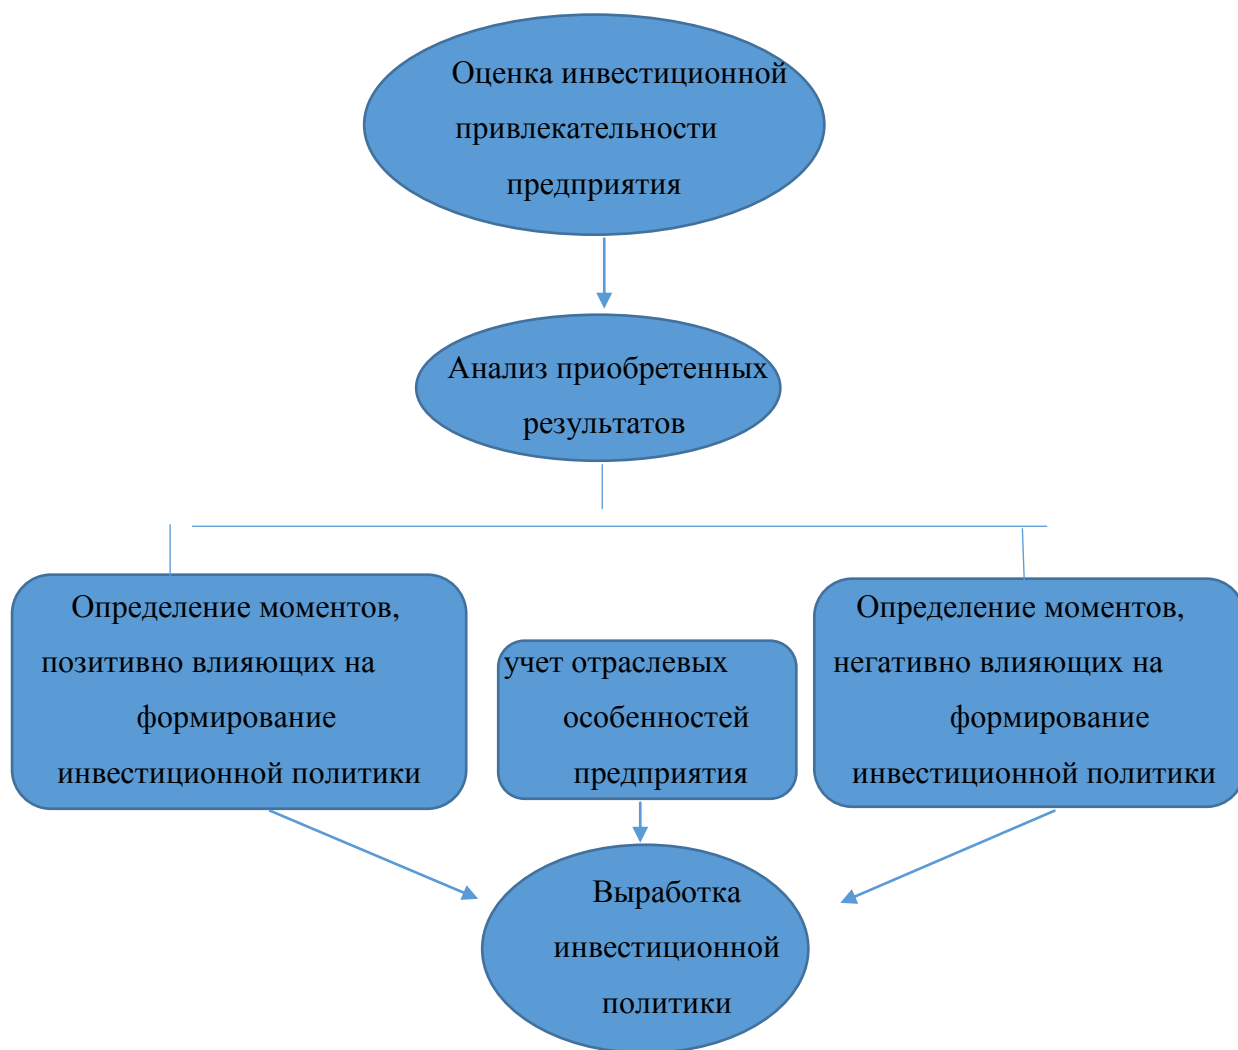 Оценка инвестиционной
привлекательности
предприятия
Анализ приобретенных
результатов
Определение моментов,
позитивно влияющих на
формирование
инвестиционной политики
учет отраслевых
особенностей
предприятия
Определение моментов,
негативно влияющих на
формирование
инвестиционной политики
Выработка
инвестиционной
политики